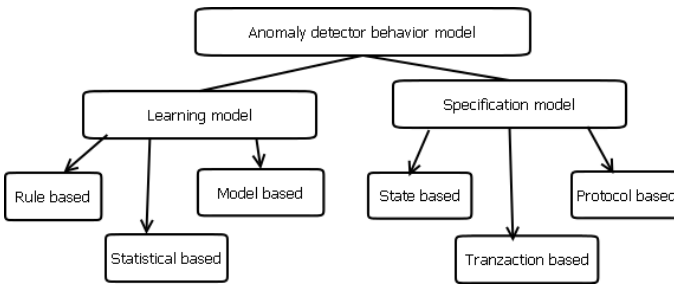 Anomaly detector behavior model
Learning model
Specification model
Rule based
Model based
State based
Protocol based
Statistical based
Tranzaction based